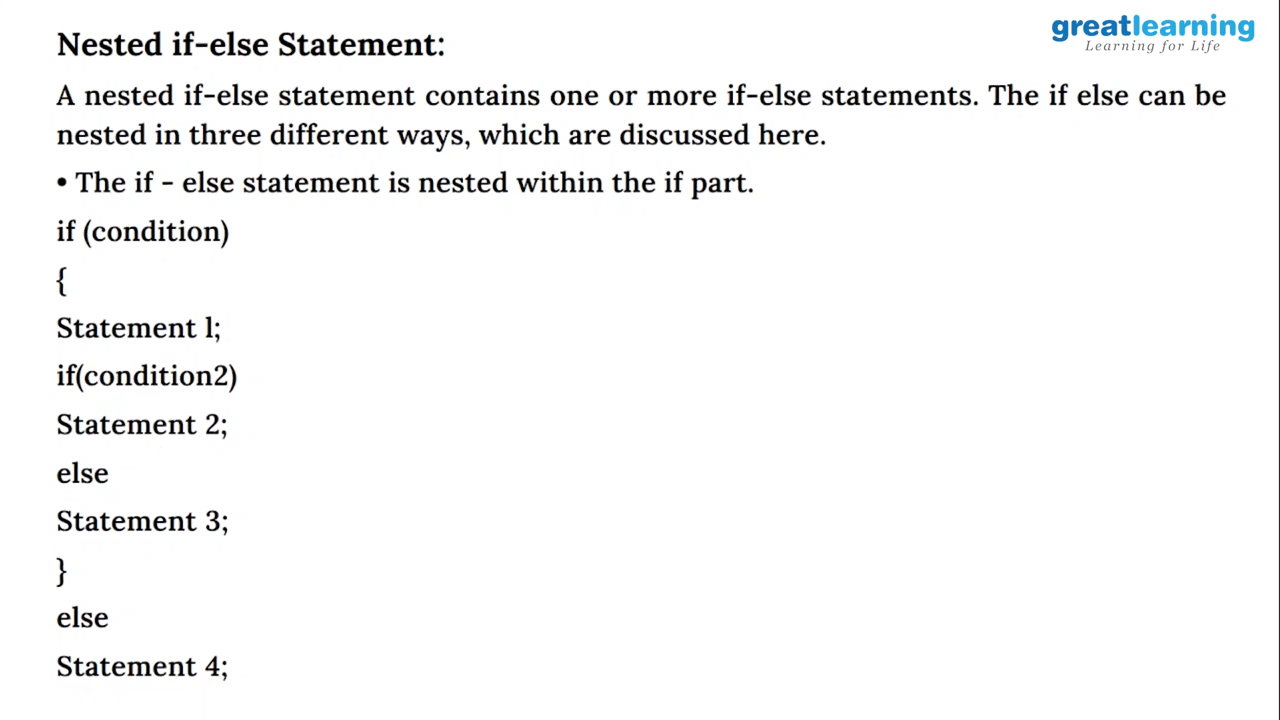 greatlearning
Learning for Life
Nested if-else Statement:
A nested if-else statement contains one or more if-else statements. The if else can be
nested in three different ways, which are discussed here.
• The if - else statement is nested within the if part.
if (condition)
{
Statement l;
if(condition2)
Statement 2;
else
Statement 3;
}
else
Statement 4;